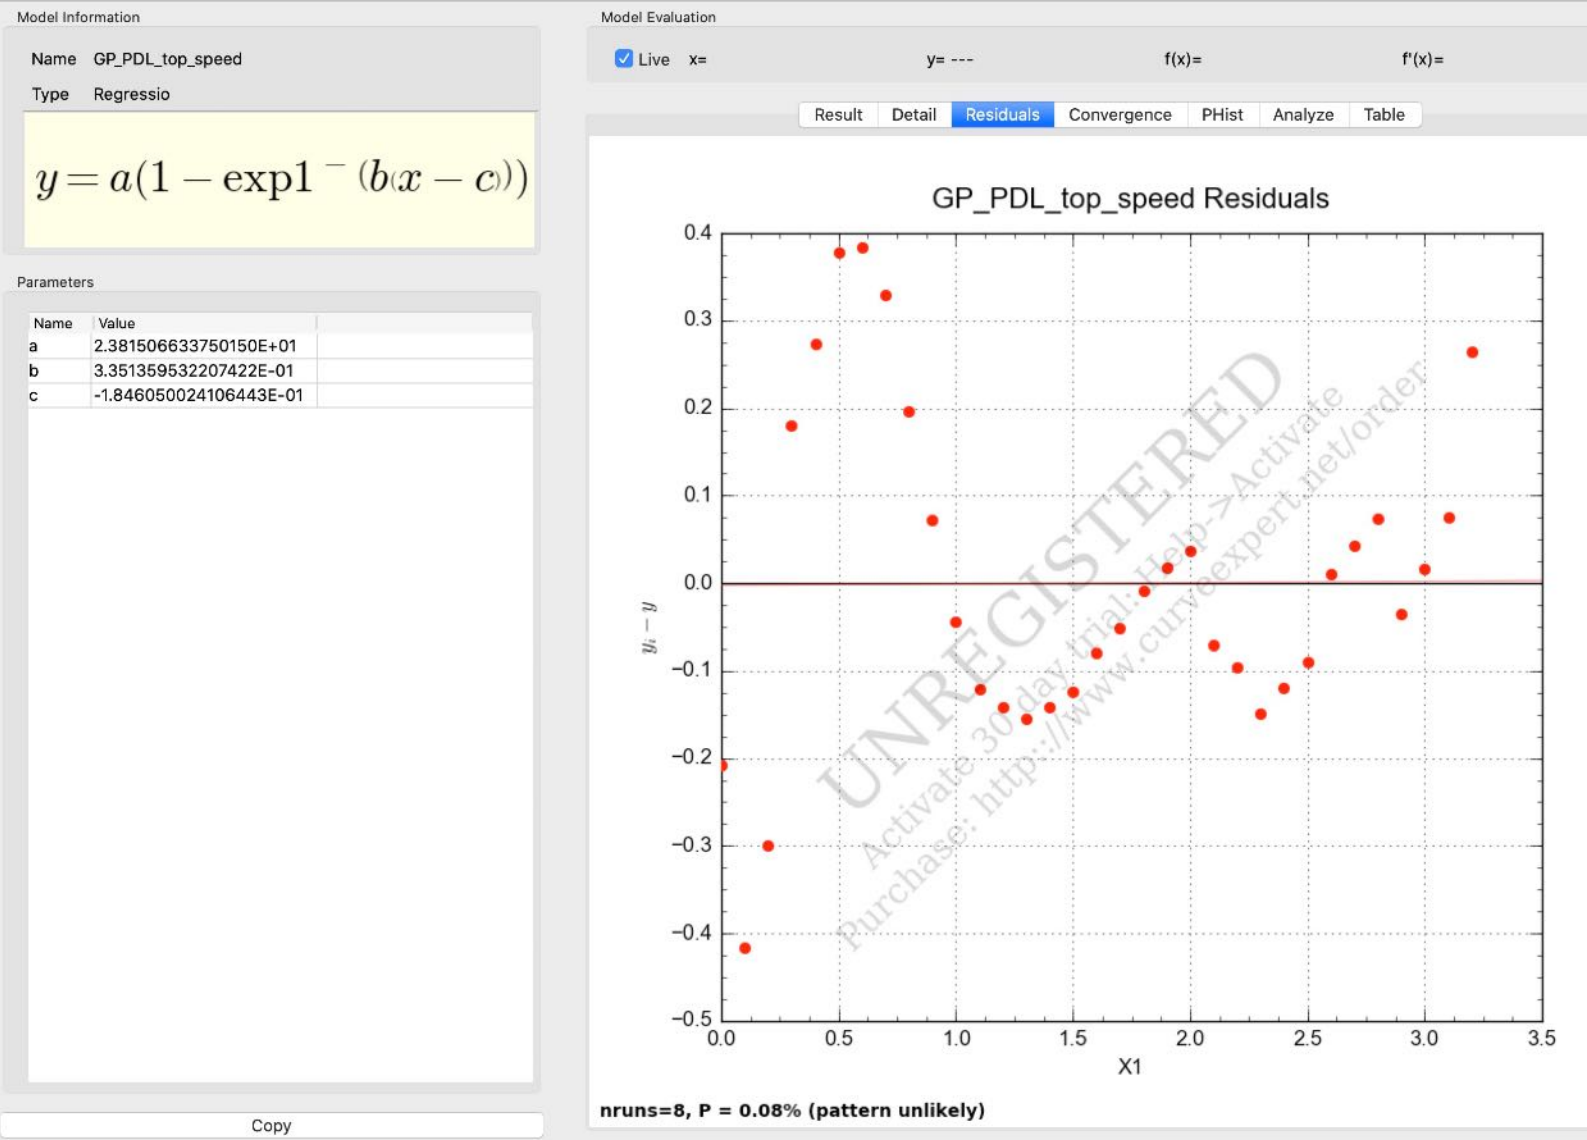 Model Information
Name GP_PDL_top_speed
Type Regressio
y = a(1 − exp1 ⁻ (b(x − c)))
Parameters
Name Value
a 2.381506633750150E+01
b 3.351359532207422E-01
c -1.846050024106443E-01
Copy
Model Evaluation
Live x= y= --- f(x)= f'(x)=
Result Detail Residuals Convergence PHist Analyze Table
GP_PDL_top_speed Residuals
0.4
0.3
0.2
0.1
0.0
−0.1
−0.2
−0.3
−0.4
−0.5
yᵢ − y
0.0 0.5 1.0 1.5 2.0 2.5 3.0 3.5
X1
UNREGISTERED
Activate 30 day trial: Help->Activate
Purchase: http:://www.curveexpert.net/order
nruns=8, P = 0.08% (pattern unlikely)